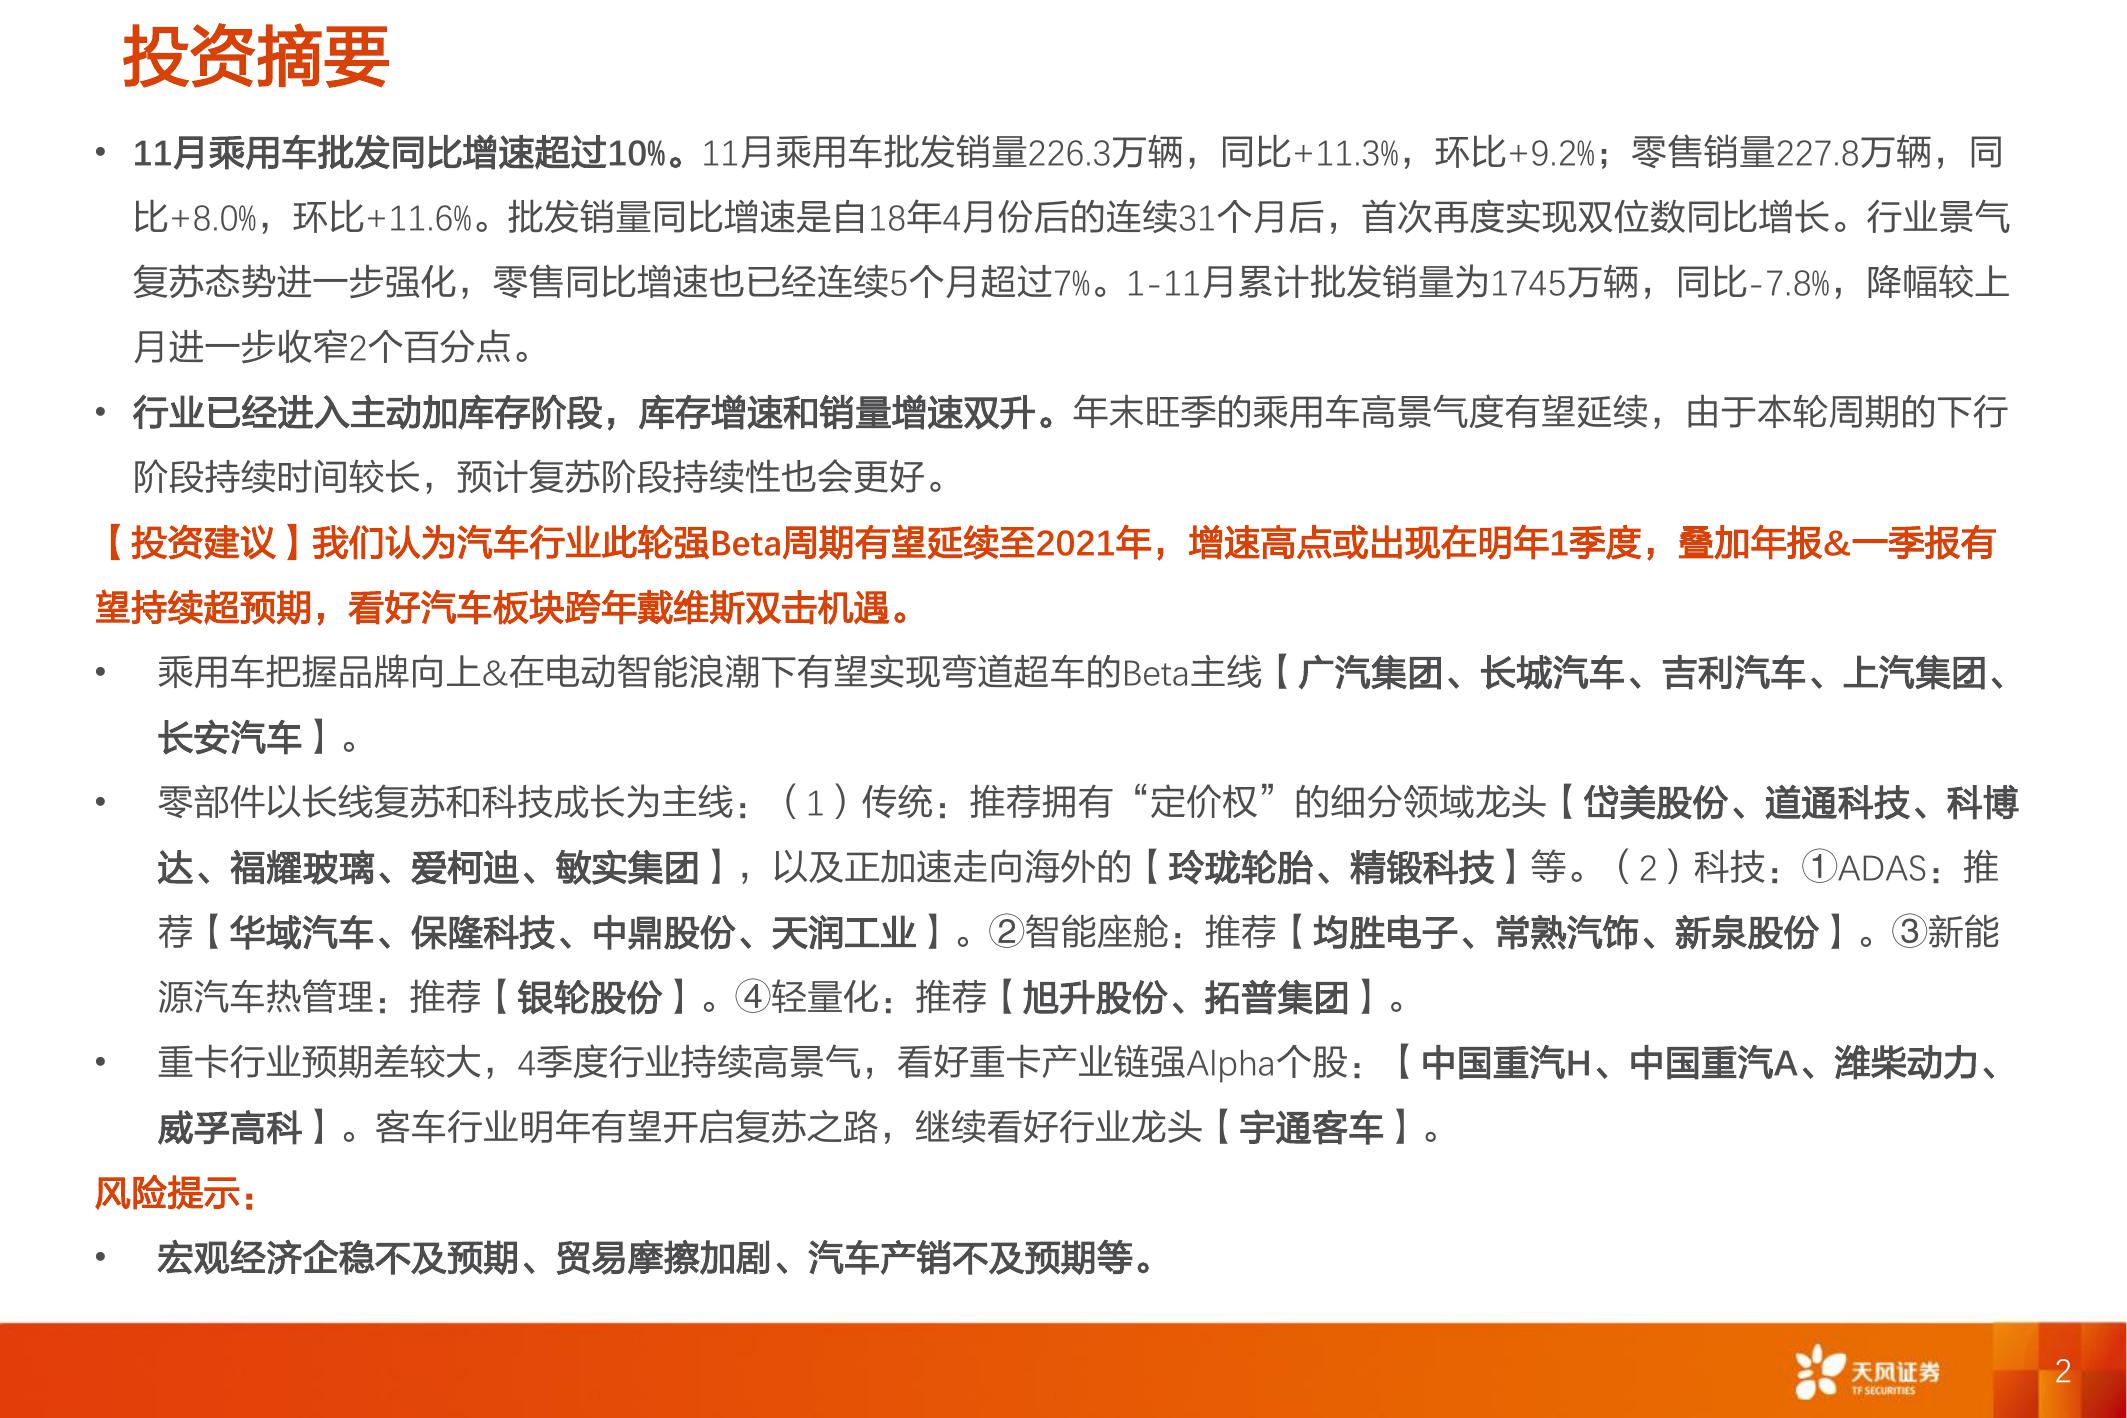 投资摘要
• 11月乘用车批发同比增速超过10%。11月乘用车批发销量226.3万辆，同比+11.3%，环比+9.2%；零售销量227.8万辆，同
比+8.0%，环比+11.6%。批发销量同比增速是自18年4月份后的连续31个月后，首次再度实现双位数同比增长。行业景气
复苏态势进一步强化，零售同比增速也已经连续5个月超过7%。1-11月累计批发销量为1745万辆，同比-7.8%，降幅较上
月进一步收窄2个百分点。
• 行业已经进入主动加库存阶段，库存增速和销量增速双升。年末旺季的乘用车高景气度有望延续，由于本轮周期的下行
阶段持续时间较长，预计复苏阶段持续性也会更好。
【投资建议】我们认为汽车行业此轮强Beta周期有望延续至2021年，增速高点或出现在明年1季度，叠加年报&一季报有
望持续超预期，看好汽车板块跨年戴维斯双击机遇。
• 乘用车把握品牌向上&在电动智能浪潮下有望实现弯道超车的Beta主线【广汽集团、长城汽车、吉利汽车、上汽集团、
长安汽车】。
• 零部件以长线复苏和科技成长为主线：（1）传统：推荐拥有“定价权”的细分领域龙头【岱美股份、道通科技、科博
达、福耀玻璃、爱柯迪、敏实集团】，以及正加速走向海外的【玲珑轮胎、精锻科技】等。（2）科技：①ADAS：推
荐【华域汽车、保隆科技、中鼎股份、天润工业】。②智能座舱：推荐【均胜电子、常熟汽饰、新泉股份】。③新能
源汽车热管理：推荐【银轮股份】。④轻量化：推荐【旭升股份、拓普集团】。
• 重卡行业预期差较大，4季度行业持续高景气，看好重卡产业链强Alpha个股：【中国重汽H、中国重汽A、潍柴动力、
威孚高科】。客车行业明年有望开启复苏之路，继续看好行业龙头【宇通客车】。
风险提示：
• 宏观经济企稳不及预期、贸易摩擦加剧、汽车产销不及预期等。
天风证券
TF SECURITIES
2